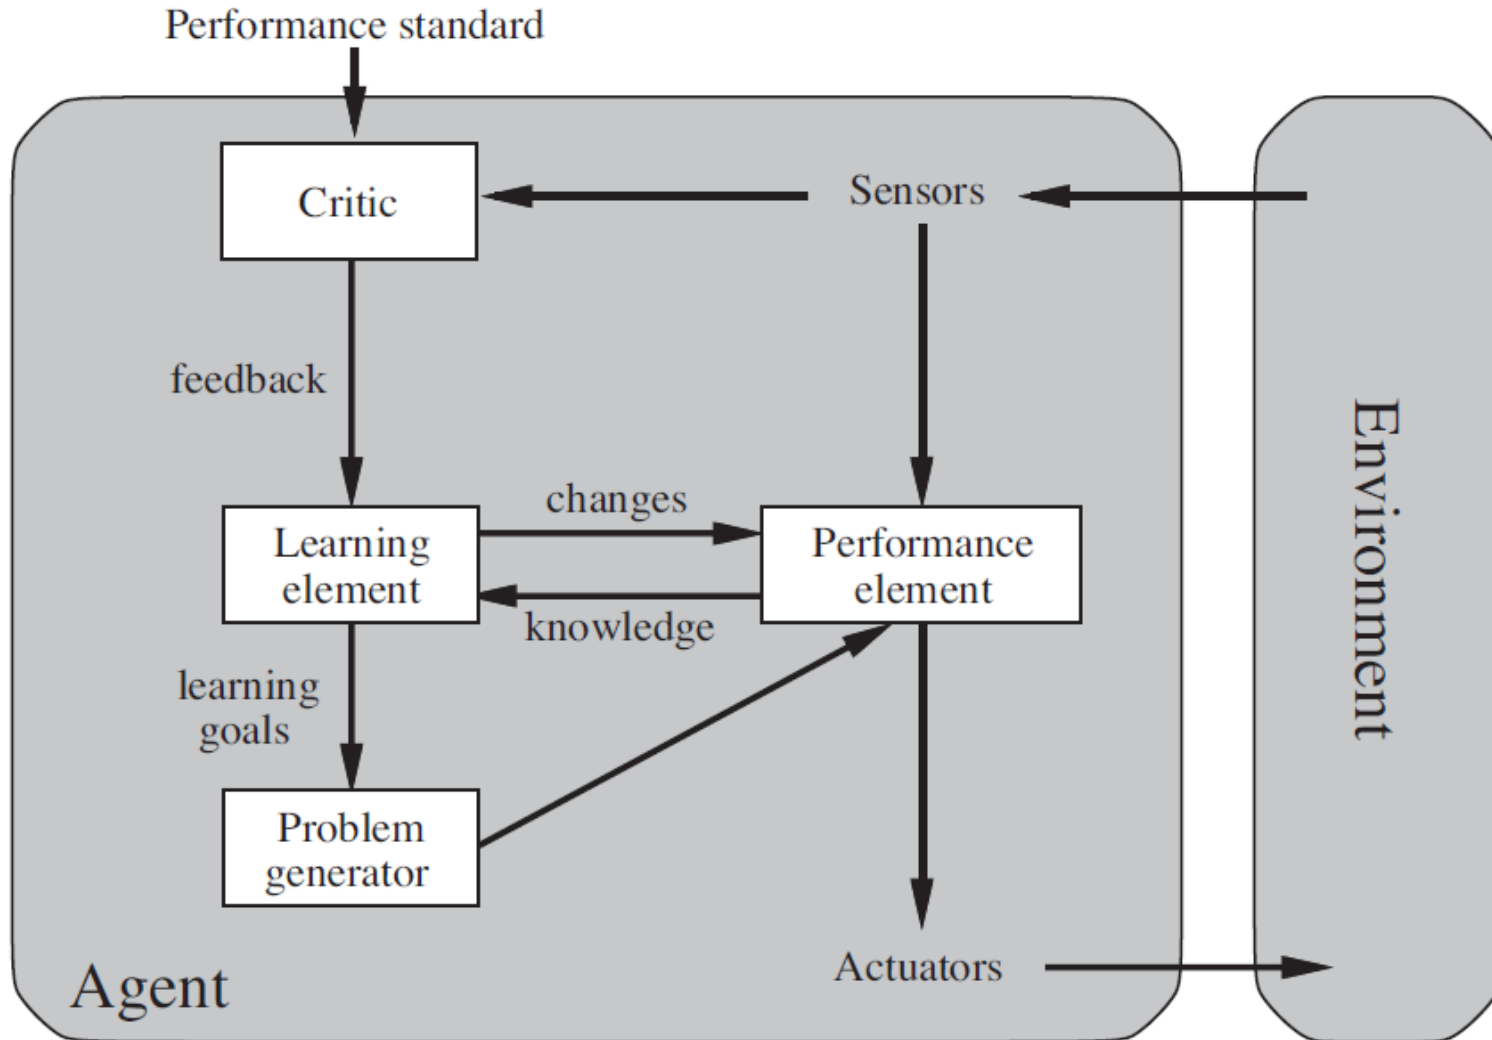 Performance standard
Critic
Sensors
feedback
changes
Learning
element
Performance
element
knowledge
learning
goals
Problem
generator
Actuators
Agent
Environment